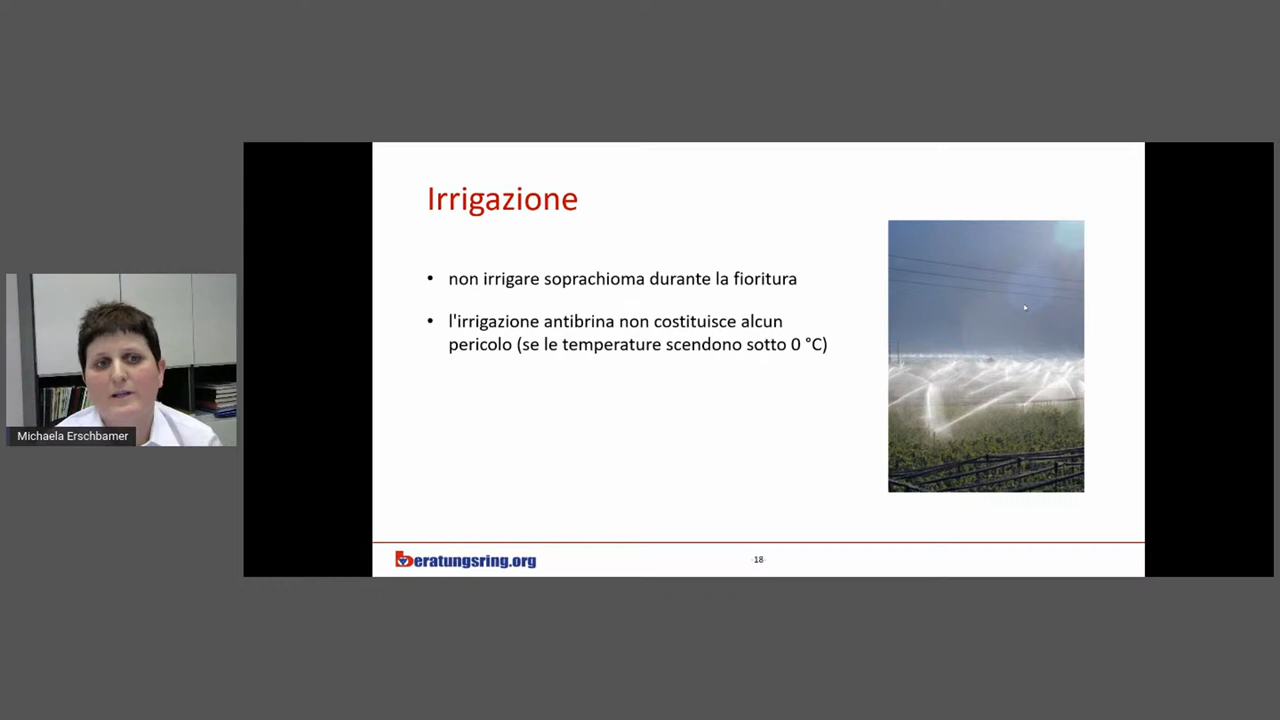 Irrigazione
• non irrigare soprachioma durante la fioritura
• l'irrigazione antibrina non costituisce alcun
pericolo (se le temperature scendono sotto 0 °C)
Michaela Erschbamer
beratungsring.org
18